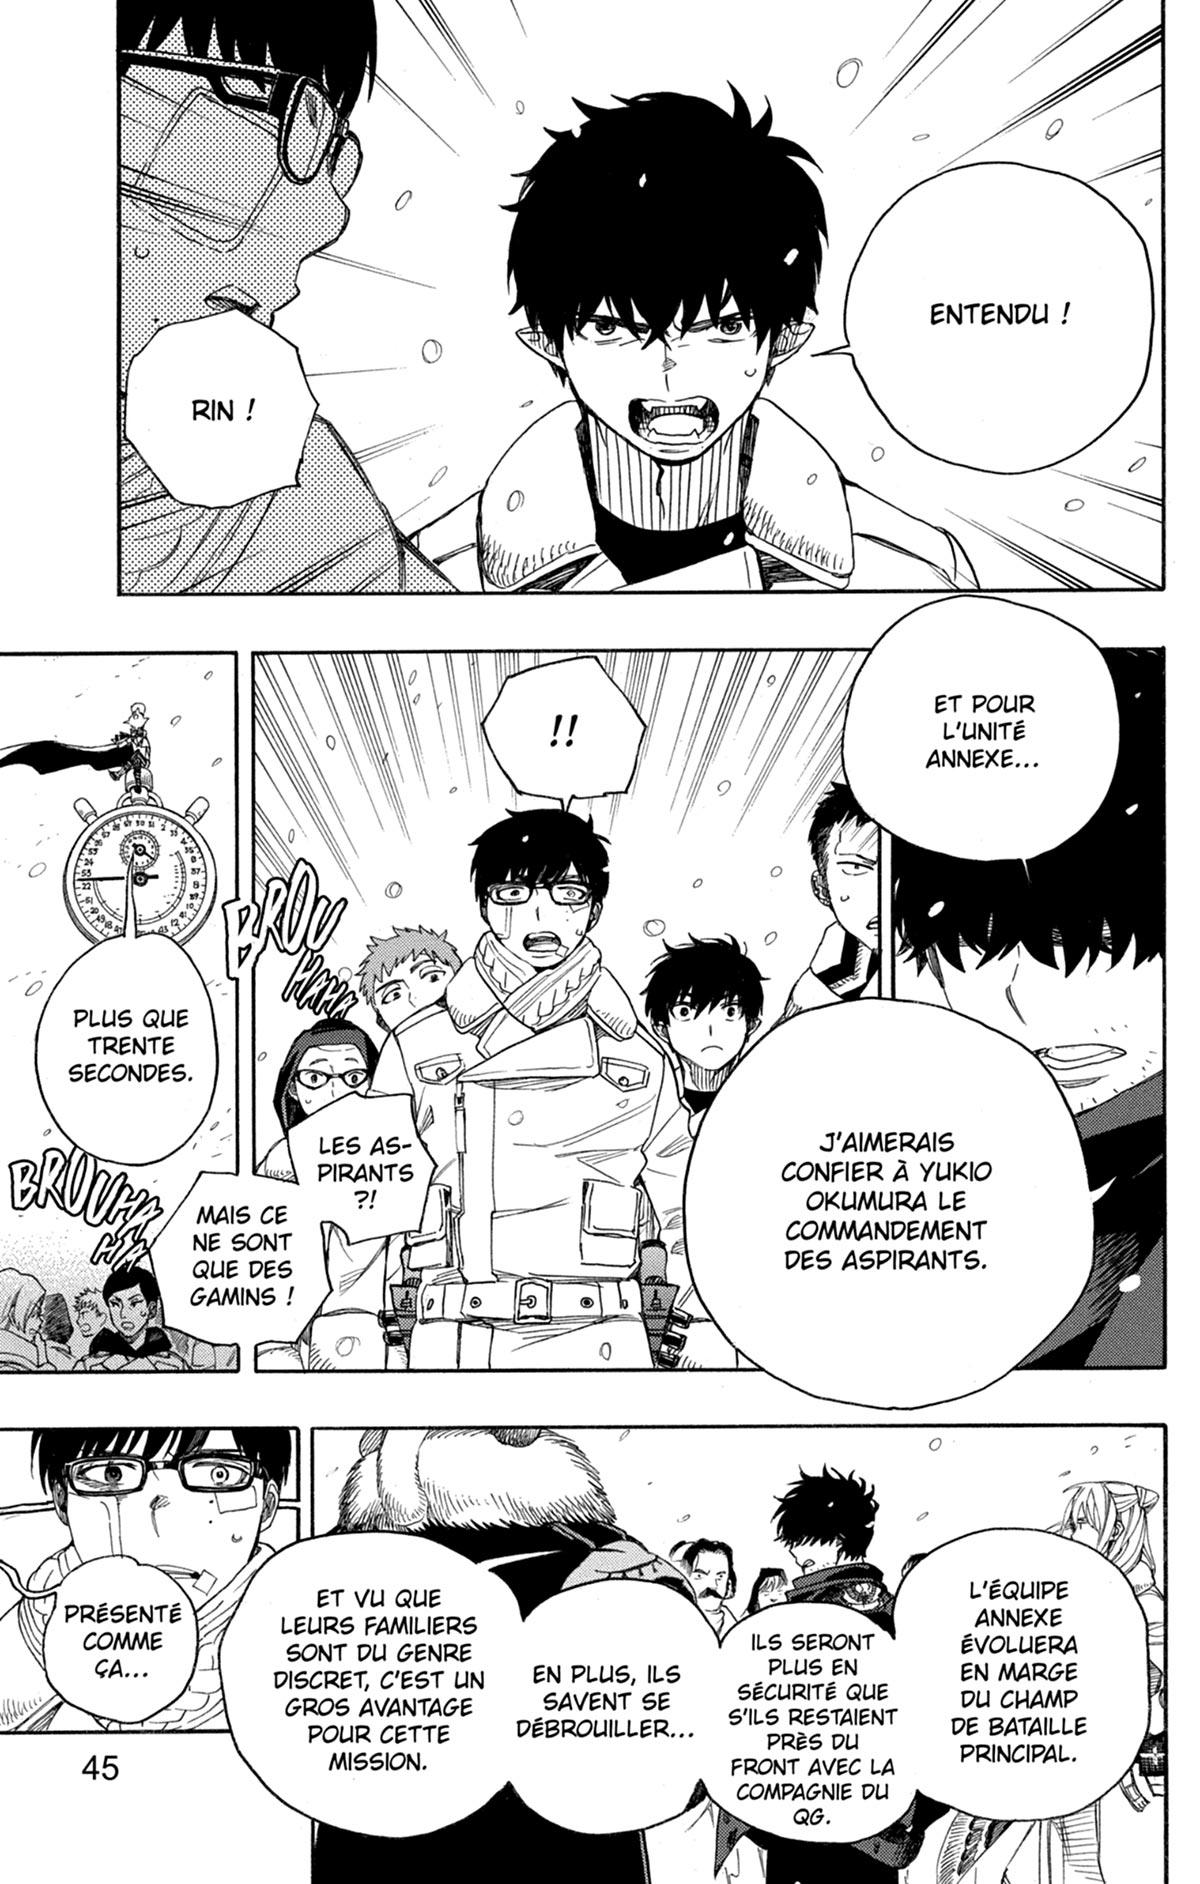 ENTENDU !
RIN !
ET POUR
L'UNITÉ
ANNEXE...
J'AIMERAIS
CONFIER À YUKIO
OKUMURA LE
COMMANDEMENT
DES ASPIRANTS.
!!
BROU
HAHA
LES AS-
PIRANTS
?!
MAIS CE
NE SONT
QUE DES
GAMINS !
PLUS QUE
TRENTE
SECONDES.
BROUHA
HA
L'ÉQUIPE
ANNEXE
ÉVOLUERA
EN MARGE
DU CHAMP
DE BATAILLE
PRINCIPAL.
ILS SERONT
PLUS EN
SÉCURITÉ QUE
S'ILS RESTAIENT
PRÈS DU
FRONT AVEC LA
COMPAGNIE DU
QG.
EN PLUS, ILS
SAVENT SE
DÉBROUILLER...
ET VU QUE
LEURS FAMILIERS
SONT DU GENRE
DISCRET, C'EST UN
GROS AVANTAGE
POUR CETTE
MISSION.
PRÉSENTÉ
COMME
ÇA...
45